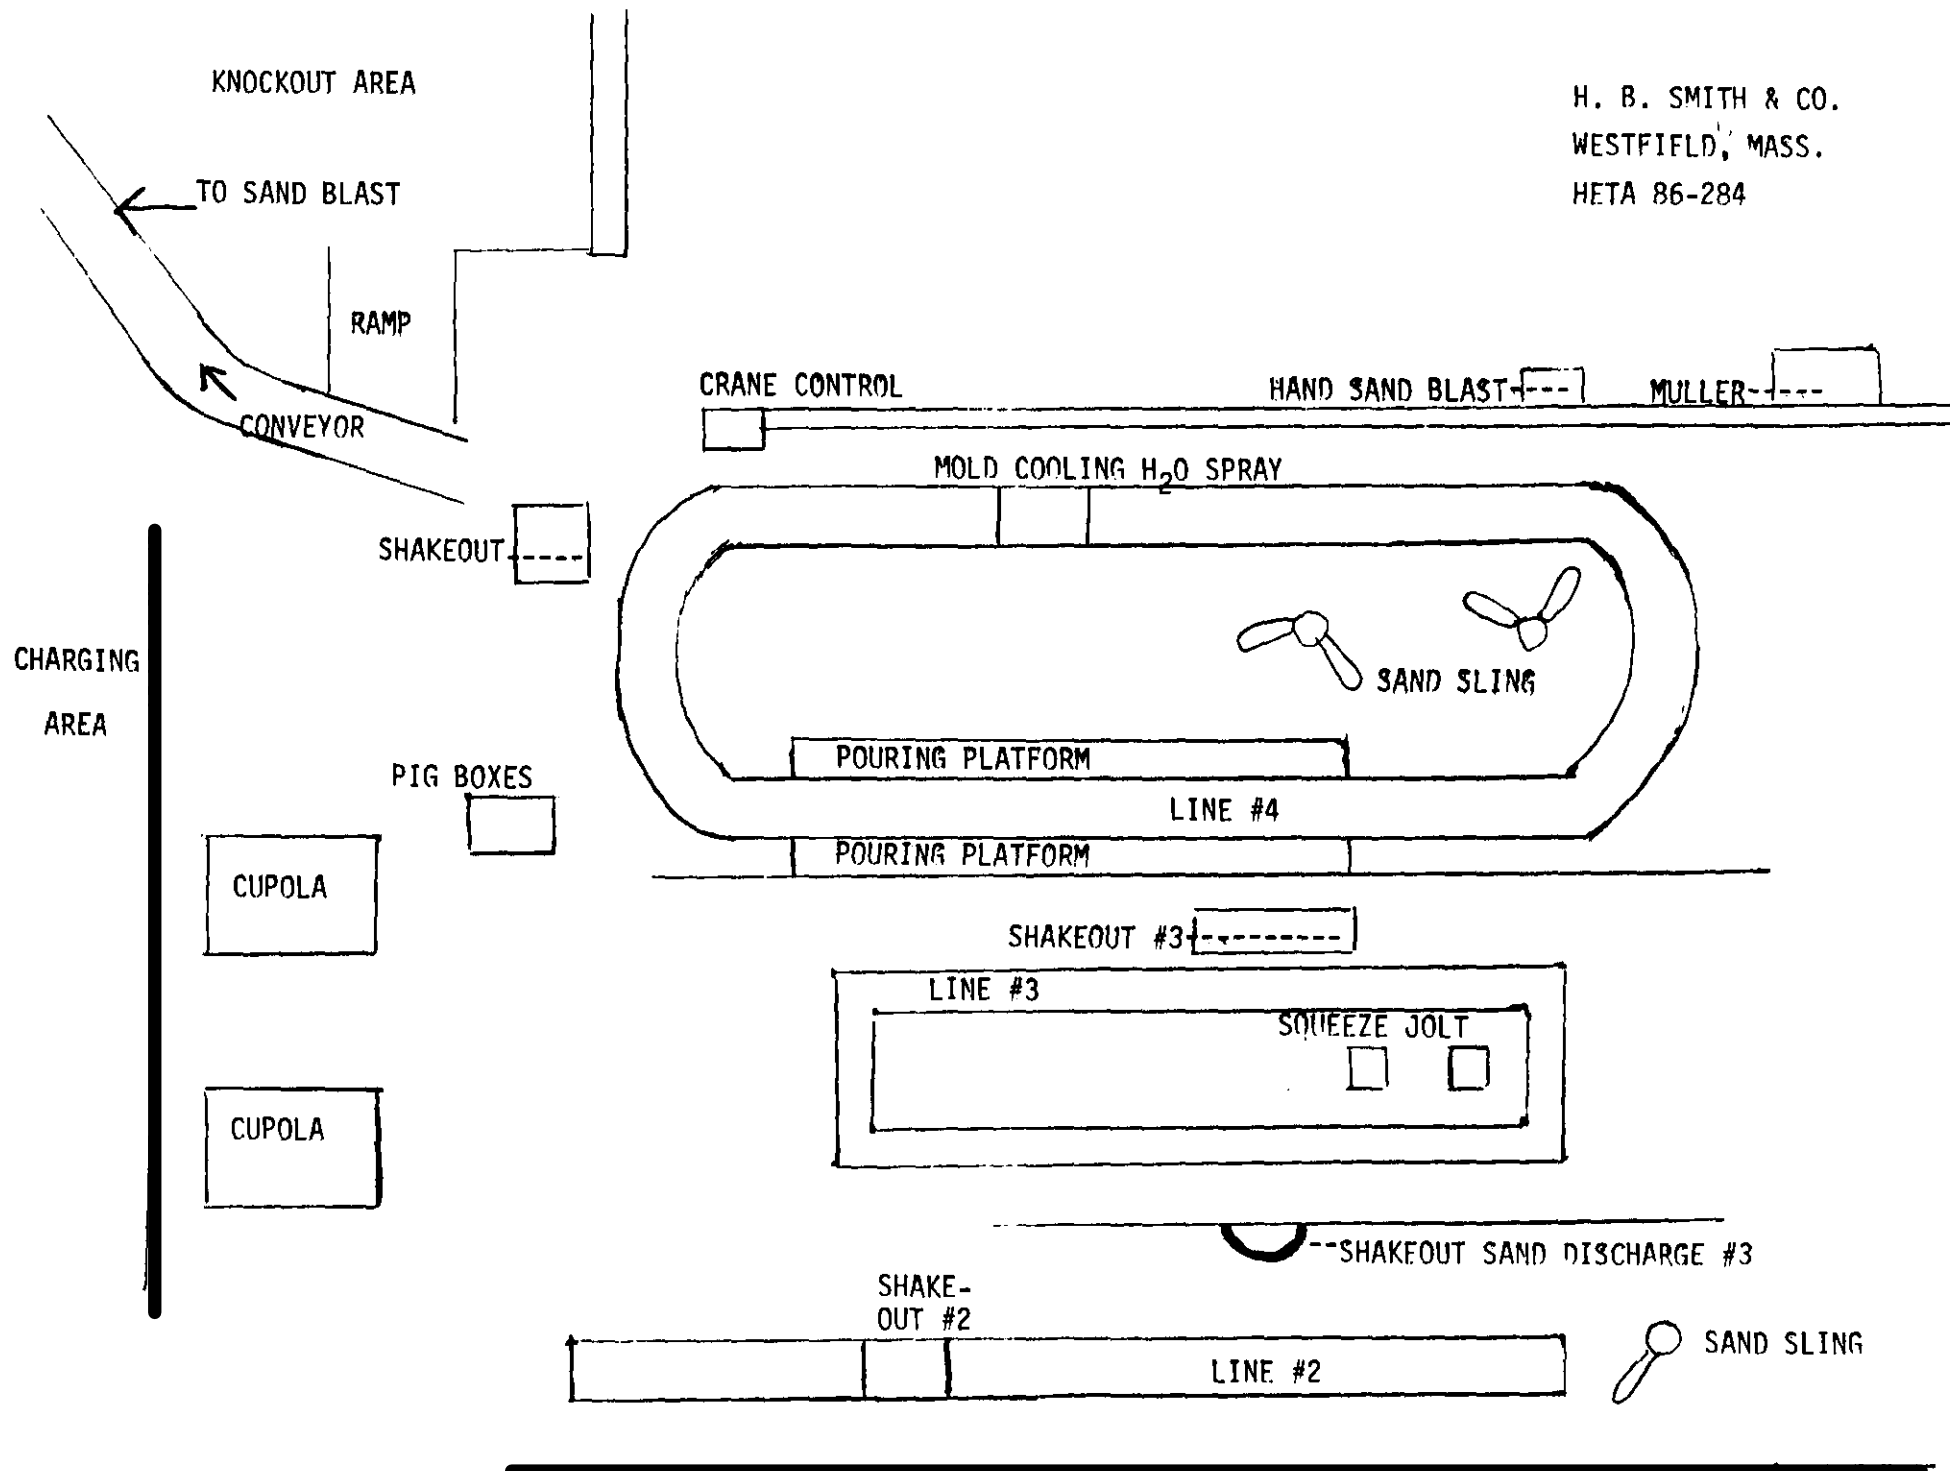 KNOCKOUT AREA
H. B. SMITH & CO.
WESTFIELD, MASS.
HETA 86-284
TO SAND BLAST
RAMP
CONVEYOR
CRANE CONTROL
HAND SAND BLAST
MULLER
MOLD COOLING H2O SPRAY
SHAKEOUT
CHARGING
AREA
SAND SLING
POURING PLATFORM
PIG BOXES
LINE #4
POURING PLATFORM
CUPOLA
SHAKEOUT #3
LINE #3
SQUEEZE JOLT
CUPOLA
SHAKEOUT SAND DISCHARGE #3
SHAKE-
OUT #2
LINE #2
SAND SLING